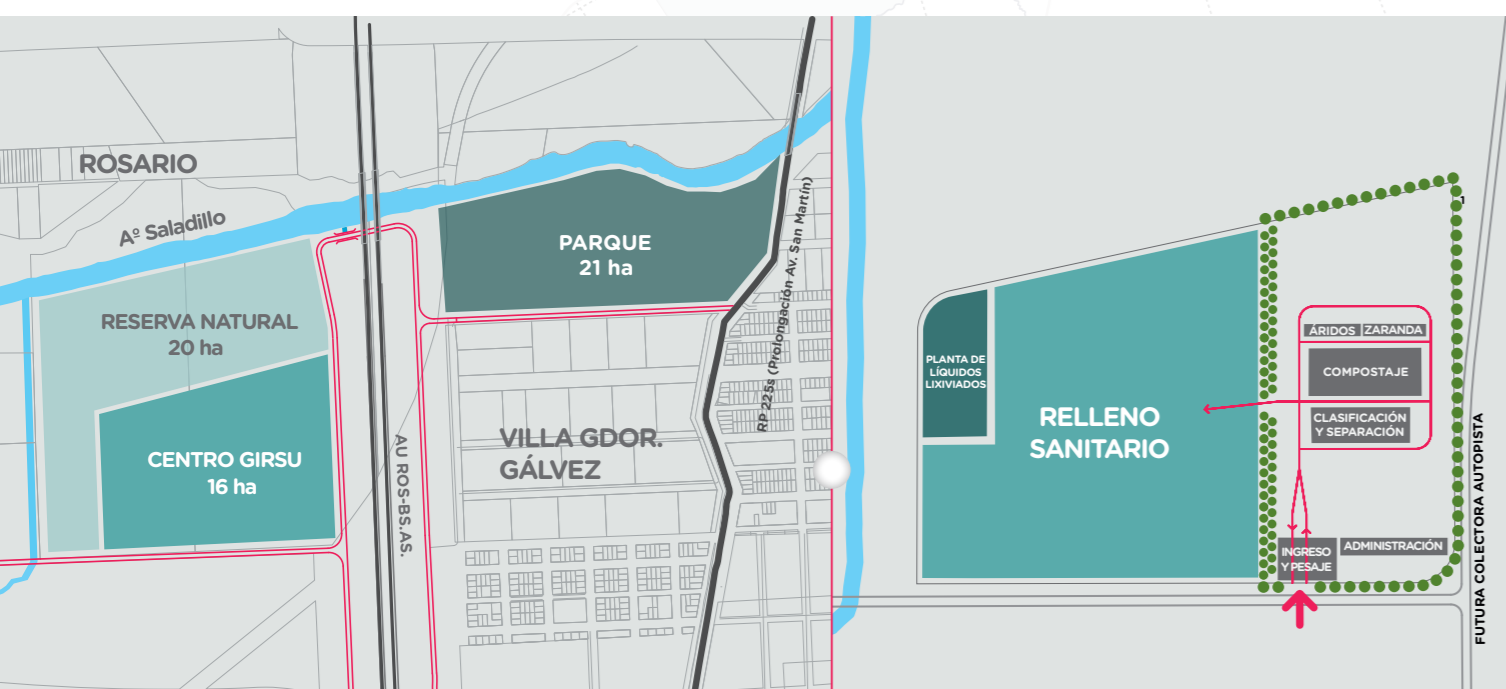 ROSARIO
Aº Saladillo
RESERVA NATURAL
20 ha
CENTRO GIRSU
16 ha
AU ROS-BS.AS.
PARQUE
21 ha
VILLA GDOR.
GÁLVEZ
RP 225s (Prolongación Av. San Martín)
PLANTA DE
LÍQUIDOS
LIXIVIADOS
RELLENO
SANITARIO
ÁRIDOS
ZARANDA
COMPOSTAJE
CLASIFICACIÓN
Y SEPARACIÓN
INGRESO
Y PESAJE
ADMINISTRACIÓN
1
FUTURA COLECTORA AUTOPISTA